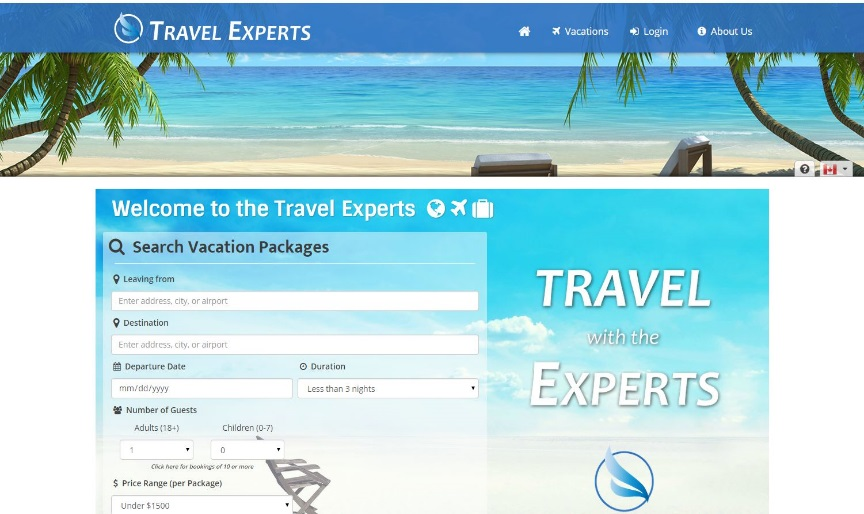 TRAVEL EXPERTS
Vacations
Login
About Us
Welcome to the Travel Experts
Search Vacation Packages
Leaving from
Enter address, city, or airport
Destination
Enter address, city, or airport
Departure Date
Duration
mm/dd/yyyy
Less than 3 nights
Number of Guests
Adults (18+)
Children (0-7)
1
0
Click here for bookings of 10 or more
$ Price Range (per Package)
Under $1500
TRAVEL
with the
EXPERTS